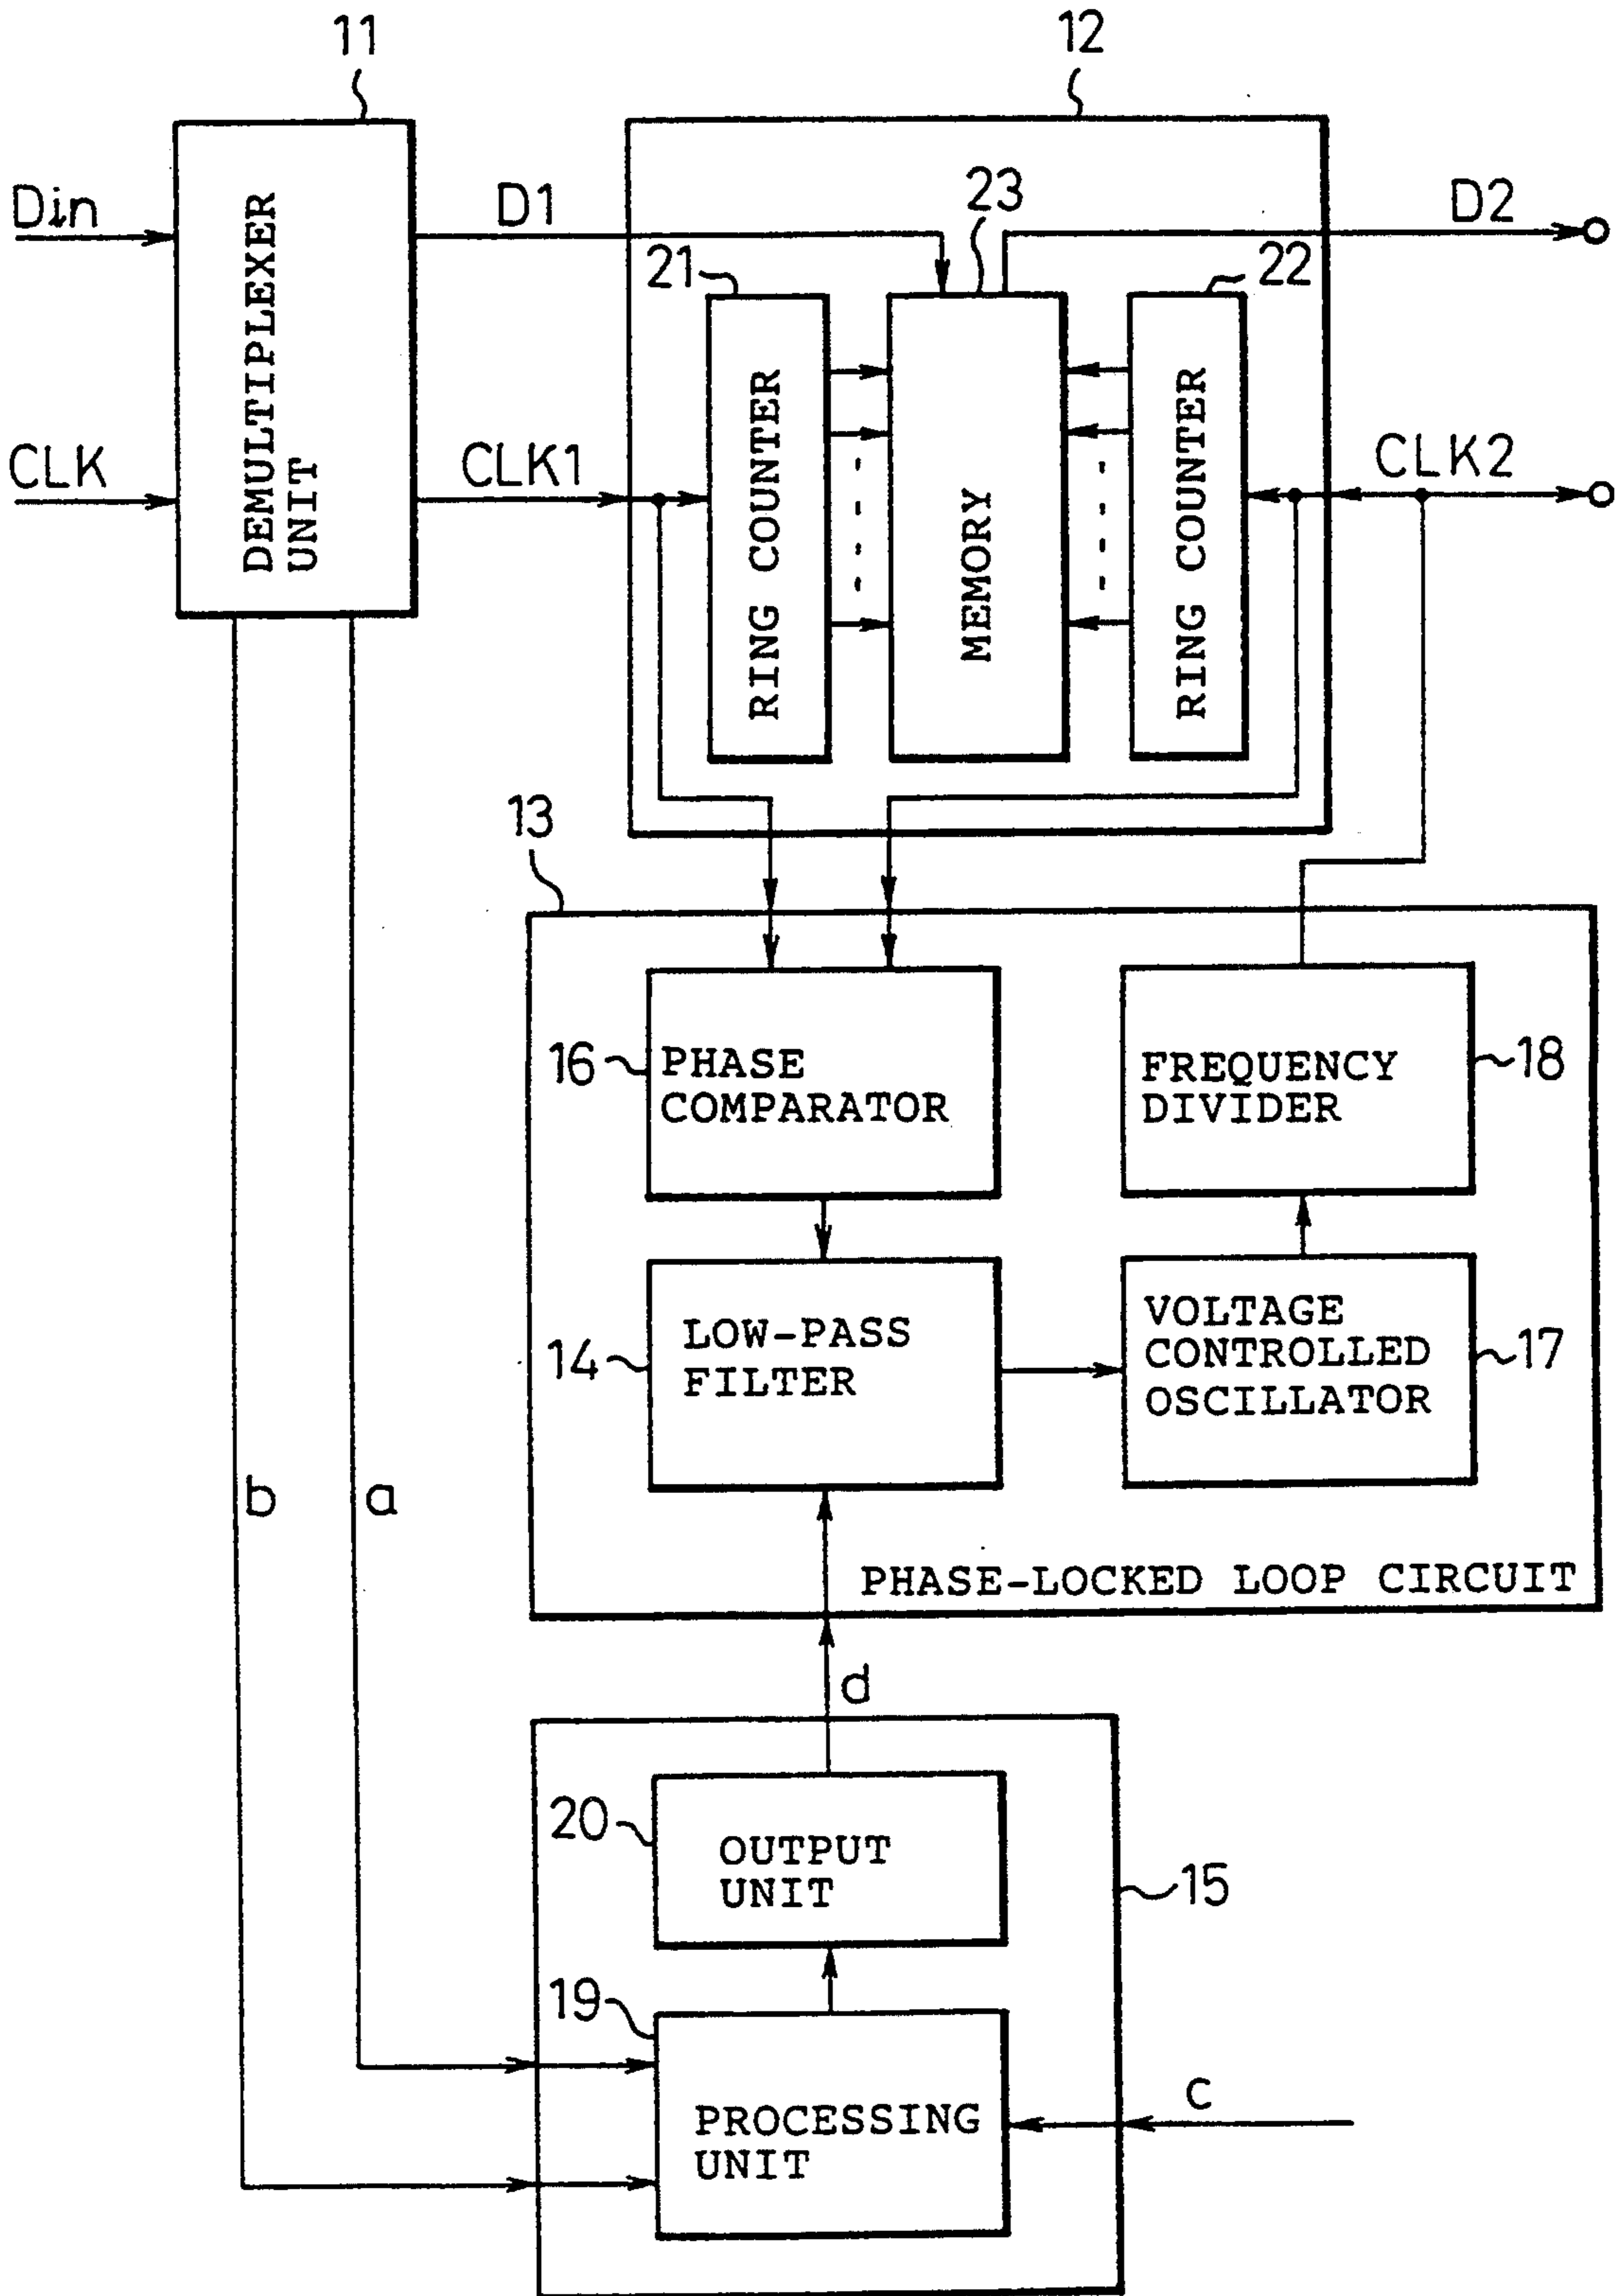 11
12
Din
D1
23
D2
21
22
DEMULTIPLEXER
UNIT
CLK
CLK1
CLK2
RING COUNTER
MEMORY
RING COUNTER
13
16
PHASE
COMPARATOR
FREQUENCY
DIVIDER
18
14
LOW-PASS
FILTER
VOLTAGE
CONTROLLED
OSCILLATOR
17
b
a
PHASE-LOCKED LOOP CIRCUIT
d
20
OUTPUT
UNIT
15
19
PROCESSING
UNIT
c